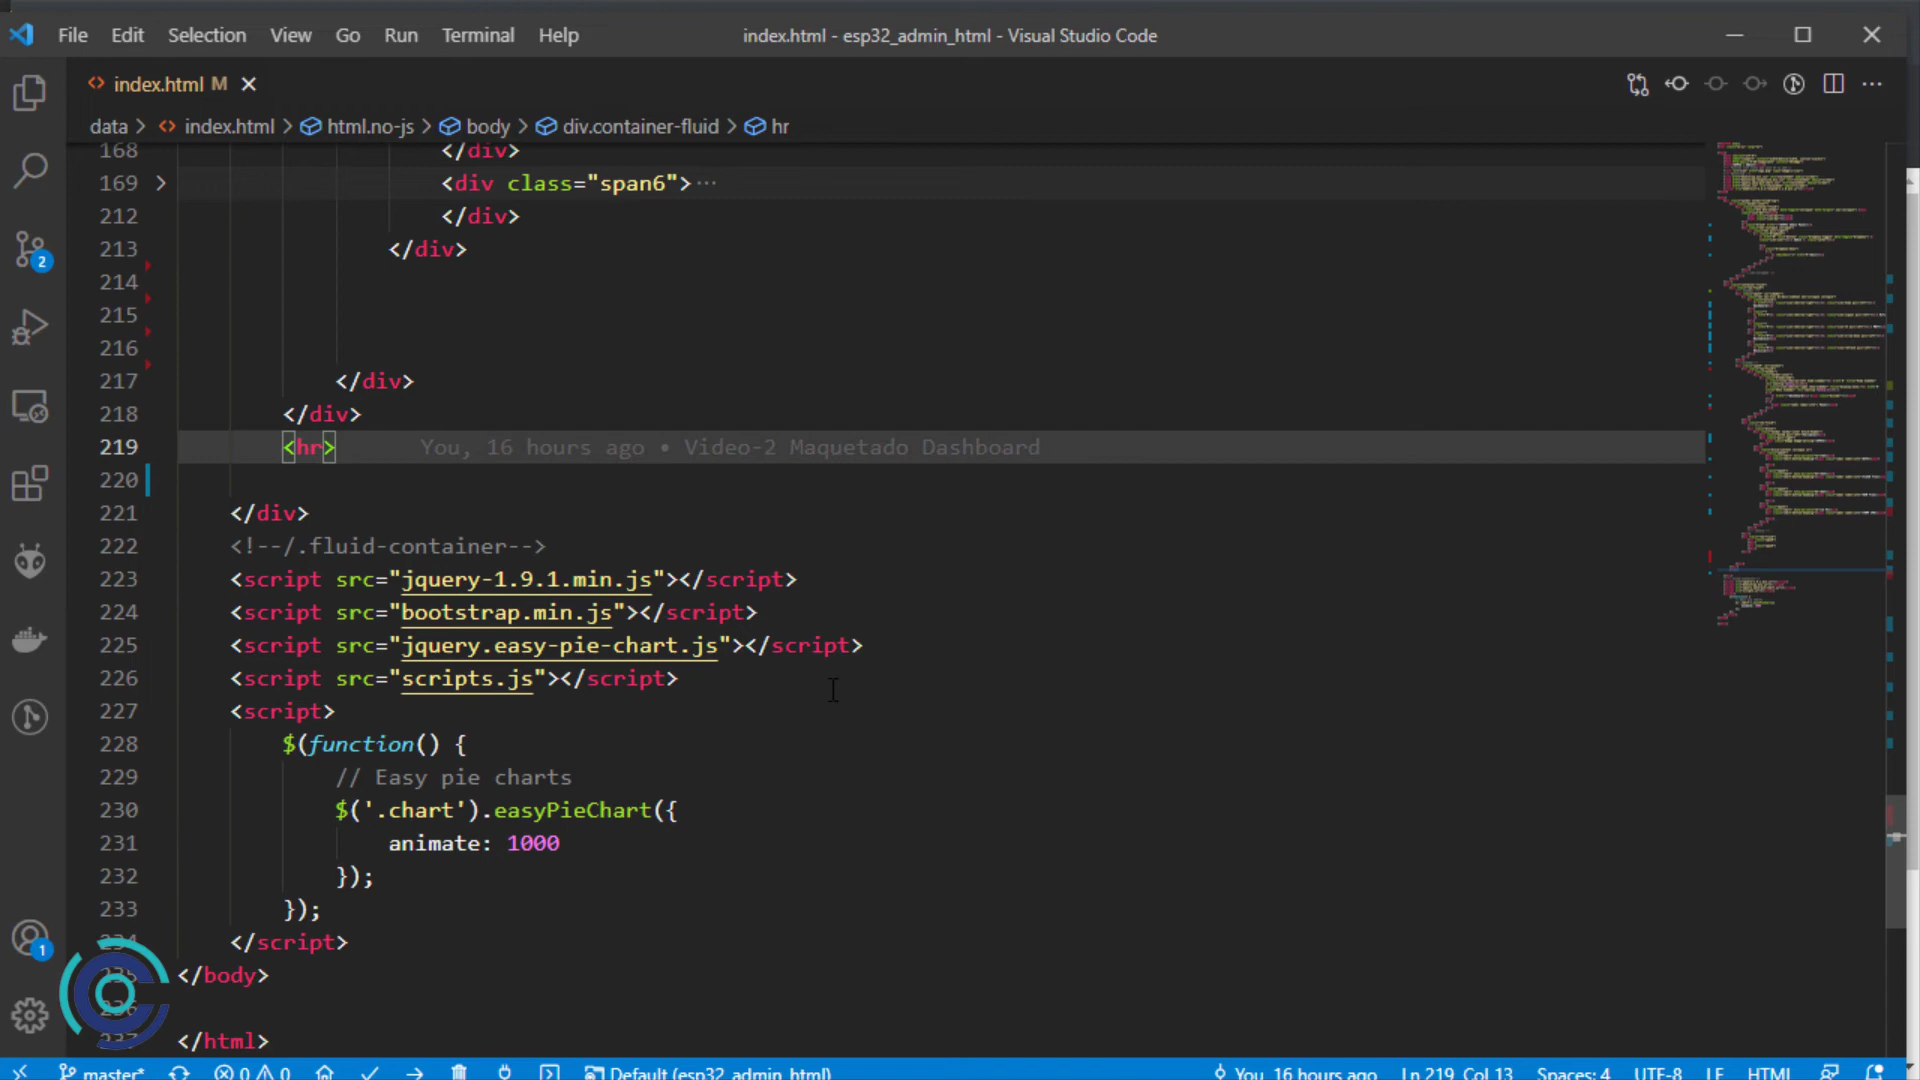 File Edit Selection View Go Run Terminal Help index.html - esp32_admin_html - Visual Studio Code
<> index.html M
data > <> index.html > html.no-js > body > div.container-fluid > hr
168 </div>
169 <div class="span6">···
212 </div>
213 </div>
214
215
216
217 </div>
218 </div>
219 <hr> You, 16 hours ago • Video-2 Maquetado Dashboard
220
221 </div>
222 <!--/.fluid-container-->
223 <script src="jquery-1.9.1.min.js"></script>
224 <script src="bootstrap.min.js"></script>
225 <script src="jquery.easy-pie-chart.js"></script>
226 <script src="scripts.js"></script>
227 <script>
228 $(function() {
229 // Easy pie charts
230 $('.chart').easyPieChart({
231 animate: 1000
232 });
233 });
234 </script>
235 </body>
236
237 </html>
2
1
master* 0 0 Default (esp32_admin_html) You, 16 hours ago Ln 219, Col 13 Spaces: 4 UTF-8 LF HTML